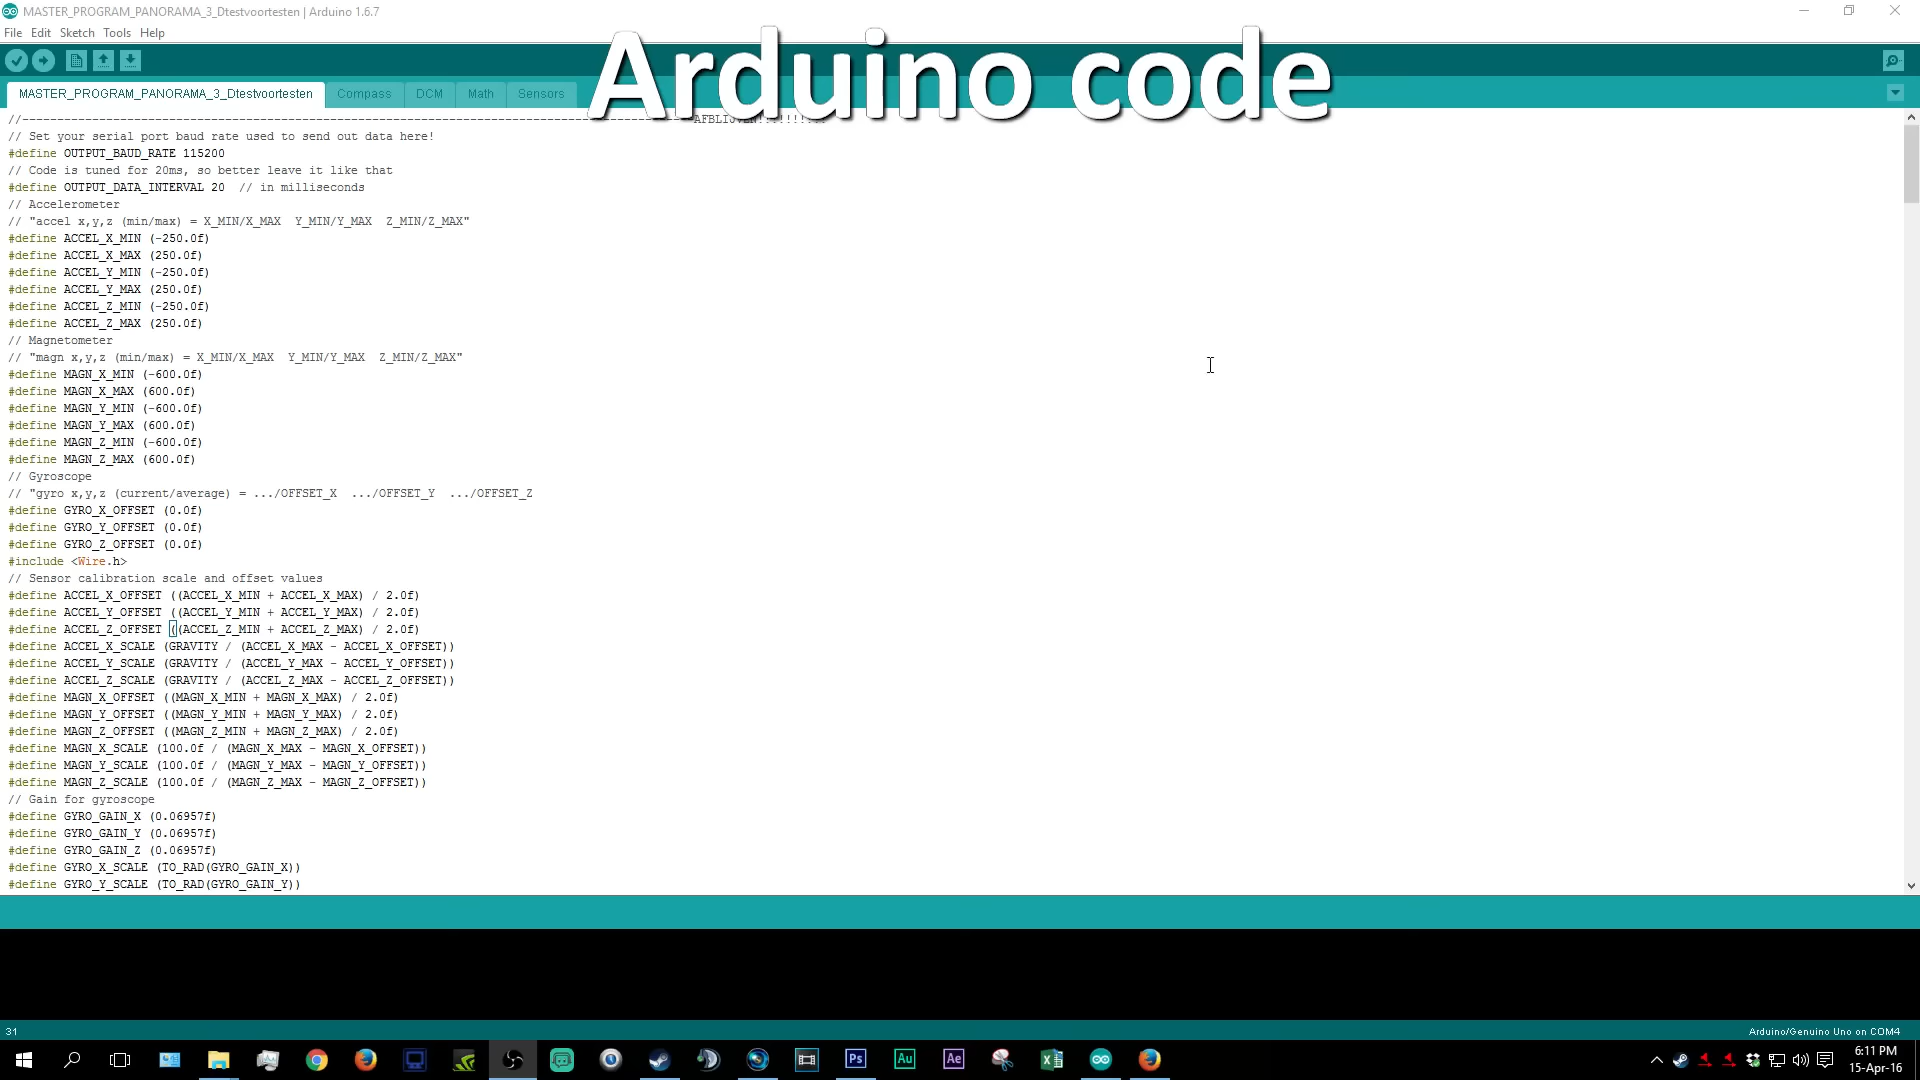 MASTER_PROGRAM_PANORAMA_3_Dtestvoortesten | Arduino 1.6.7
File Edit Sketch Tools Help
Arduino code
MASTER_PROGRAM_PANORAMA_3_Dtestvoortesten Compass DCM Math Sensors
// Set your serial port baud rate used to send out data here!
#define OUTPUT_BAUD_RATE 115200
// Code is tuned for 20ms, so better leave it like that
#define OUTPUT_DATA_INTERVAL 20  // in milliseconds
// Accelerometer
// "accel x,y,z (min/max) = X_MIN/X_MAX  Y_MIN/Y_MAX  Z_MIN/Z_MAX"
#define ACCEL_X_MIN (-250.0f)
#define ACCEL_X_MAX (250.0f)
#define ACCEL_Y_MIN (-250.0f)
#define ACCEL_Y_MAX (250.0f)
#define ACCEL_Z_MIN (-250.0f)
#define ACCEL_Z_MAX (250.0f)
// Magnetometer
// "magn x,y,z (min/max) = X_MIN/X_MAX  Y_MIN/Y_MAX  Z_MIN/Z_MAX"
#define MAGN_X_MIN (-600.0f)
#define MAGN_X_MAX (600.0f)
#define MAGN_Y_MIN (-600.0f)
#define MAGN_Y_MAX (600.0f)
#define MAGN_Z_MIN (-600.0f)
#define MAGN_Z_MAX (600.0f)
// Gyroscope
// "gyro x,y,z (current/average) = .../OFFSET_X  .../OFFSET_Y  .../OFFSET_Z
#define GYRO_X_OFFSET (0.0f)
#define GYRO_Y_OFFSET (0.0f)
#define GYRO_Z_OFFSET (0.0f)
#include <Wire.h>
// Sensor calibration scale and offset values
#define ACCEL_X_OFFSET ((ACCEL_X_MIN + ACCEL_X_MAX) / 2.0f)
#define ACCEL_Y_OFFSET ((ACCEL_Y_MIN + ACCEL_Y_MAX) / 2.0f)
#define ACCEL_Z_OFFSET ((ACCEL_Z_MIN + ACCEL_Z_MAX) / 2.0f)
#define ACCEL_X_SCALE (GRAVITY / (ACCEL_X_MAX - ACCEL_X_OFFSET))
#define ACCEL_Y_SCALE (GRAVITY / (ACCEL_Y_MAX - ACCEL_Y_OFFSET))
#define ACCEL_Z_SCALE (GRAVITY / (ACCEL_Z_MAX - ACCEL_Z_OFFSET))
#define MAGN_X_OFFSET ((MAGN_X_MIN + MAGN_X_MAX) / 2.0f)
#define MAGN_Y_OFFSET ((MAGN_Y_MIN + MAGN_Y_MAX) / 2.0f)
#define MAGN_Z_OFFSET ((MAGN_Z_MIN + MAGN_Z_MAX) / 2.0f)
#define MAGN_X_SCALE (100.0f / (MAGN_X_MAX - MAGN_X_OFFSET))
#define MAGN_Y_SCALE (100.0f / (MAGN_Y_MAX - MAGN_Y_OFFSET))
#define MAGN_Z_SCALE (100.0f / (MAGN_Z_MAX - MAGN_Z_OFFSET))
// Gain for gyroscope
#define GYRO_GAIN_X (0.06957f)
#define GYRO_GAIN_Y (0.06957f)
#define GYRO_GAIN_Z (0.06957f)
#define GYRO_X_SCALE (TO_RAD(GYRO_GAIN_X))
#define GYRO_Y_SCALE (TO_RAD(GYRO_GAIN_Y))
31 Arduino/Genuino Uno on COM4
Ps Au Ae
6:11 PM
15-Apr-16